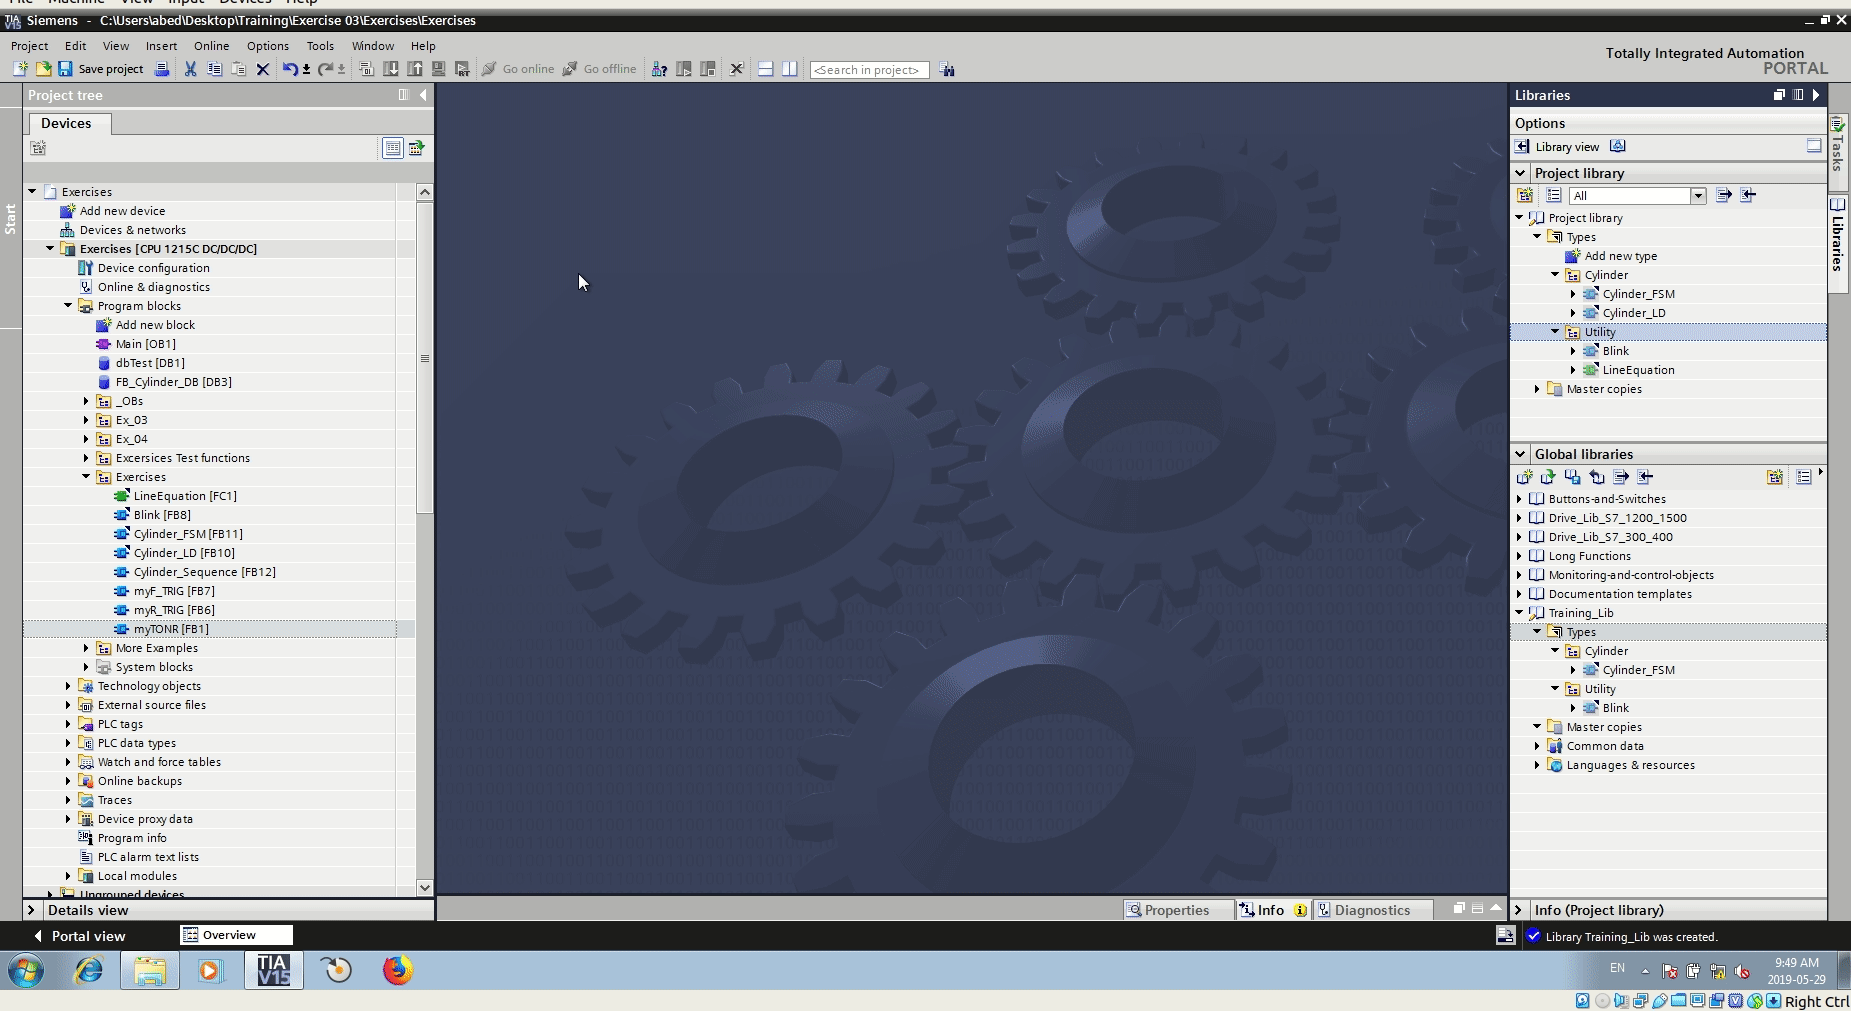 File Machine View Input Devices Help
Siemens - C:\Users\abed\Desktop\Training\Exercise 03\Exercises\Exercises
Project Edit View Insert Online Options Tools Window Help
Totally Integrated Automation
PORTAL
Save project
Go online
Go offline
<Search in project>
Project tree
Devices
Start
Exercises
Add new device
Devices & networks
Exercises [CPU 1215C DC/DC/DC]
Device configuration
Online & diagnostics
Program blocks
Add new block
Main [OB1]
dbTest [DB1]
FB_Cylinder_DB [DB3]
_OBs
Ex_03
Ex_04
Excersices Test functions
Exercises
LineEquation [FC1]
Blink [FB8]
Cylinder_FSM [FB11]
Cylinder_LD [FB10]
Cylinder_Sequence [FB12]
myF_TRIG [FB7]
myR_TRIG [FB6]
myTONR [FB1]
More Examples
System blocks
Technology objects
External source files
PLC tags
PLC data types
Watch and force tables
Online backups
Traces
Device proxy data
Program info
PLC alarm text lists
Local modules
Ungrouped devices
Details view
Properties
Info
Diagnostics
Libraries
Options
Library view
Project library
All
Project library
Types
Add new type
Cylinder
Cylinder_FSM
Cylinder_LD
Utility
Blink
LineEquation
Master copies
Global libraries
Buttons-and-Switches
Drive_Lib_S7_1200_1500
Drive_Lib_S7_300_400
Long Functions
Monitoring-and-control-objects
Documentation templates
Training_Lib
Types
Cylinder
Cylinder_FSM
Utility
Blink
Master copies
Common data
Languages & resources
Info (Project library)
Tasks
Libraries
Portal view
Overview
Library Training_Lib was created.
TIA
V15
EN
9:49 AM
2019-05-29
Right Ctrl